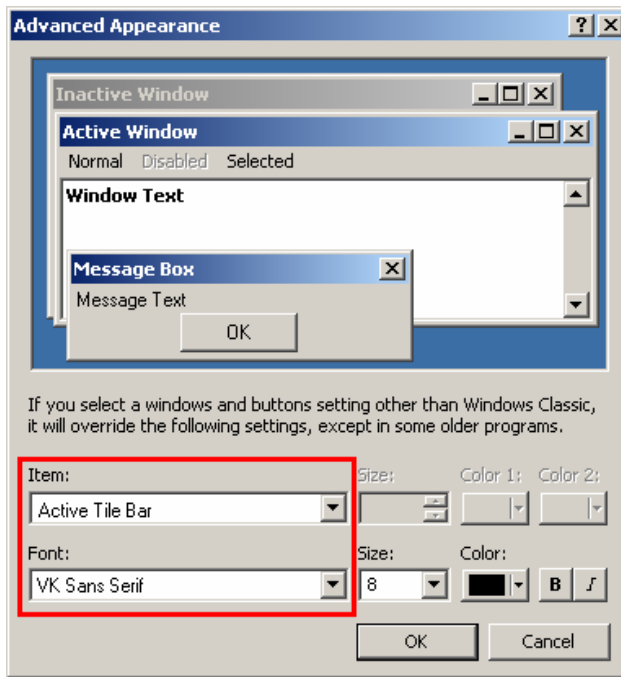 Advanced Appearance
Inactive Window
Active Window
Normal Disabled Selected
Window Text
Message Box
Message Text
OK
If you select a windows and buttons setting other than Windows Classic,
it will override the following settings, except in some older programs.
Item: Size: Color 1: Color 2:
Active Tile Bar
Font: Size: Color:
VK Sans Serif 8 B I
OK Cancel